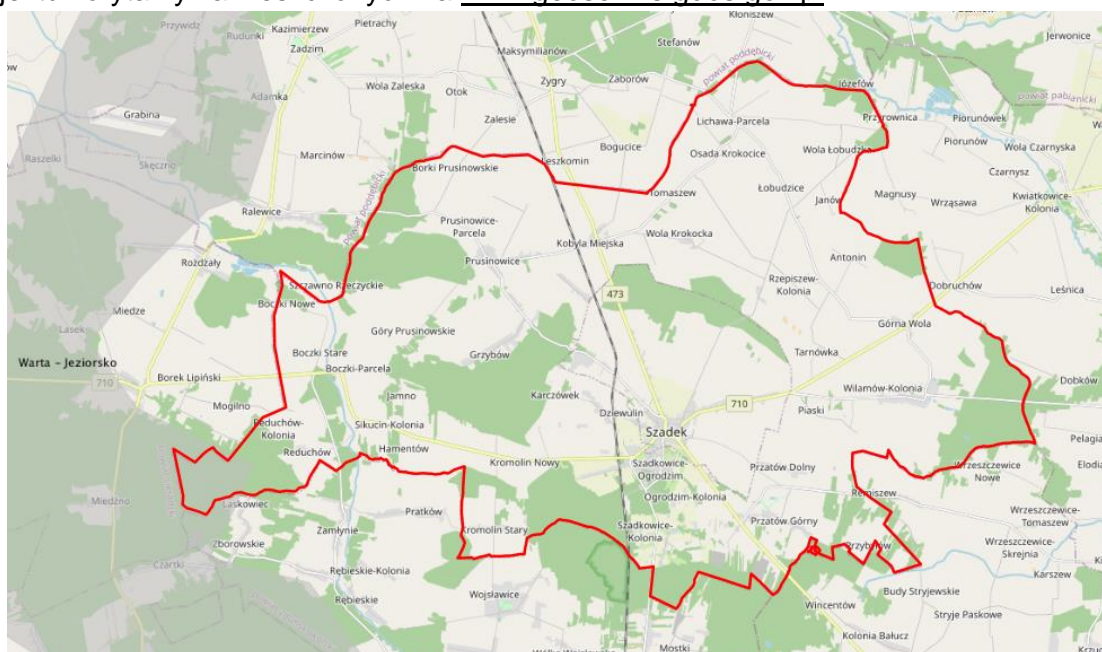 Kłoniszew
Pietrachy
Przywidz
Kazimierzew
Rudunki
Stefanów
Zadzim
Maksymilianów
Jerwonice
powiat poddębicki
Zygry
Zaborów
Wola Zaleska
Otok
Józefów
Adamka
powiat pabianicki
Grabina
Zalesie
Lichawa-Parcela
Przyrownica
Piorunówek
Bogucice
Wola Łobudzka
Piorunów
Wola Czarnyska
Raszelki
Skęczno
Marcinów
Leszkomin
Osada Krokocice
Borki Prusinowskie
Czarnysz
Łobudzice
Tomaszew
Magnusy
Kwiatkowice-
Kolonia
Janów
Wrząsawa
Ralewice
powiat poddębicki
Prusinowice-
Parcela
Wola Krokocka
Kobyla Miejska
Antonin
Rożdżały
Prusinowice
Rzepiszew-
Kolonia
Szczawno Rzeczyckie
Dobruchów
Leśnica
473
Boczki Nowe
Miedze
Górna Wola
Lasek
Góry Prusinowskie
Boczki Stare
Grzybów
Tarnówka
Warta - Jeziorsko
Boczki-Parcela
710
Borek Lipiński
Dobków
Wilamów-Kolonia
Jamno
Karczówek
710
Mogilno
Piaski
Dziewulin
Reduchów-
Kolonia
Sikucin-Kolonia
Szadek
Pelagia
Hamentów
Reduchów
Kromolin Nowy
Szadkowice-
Ogrodzim
Przatów Dolny
Wrzeszczewice
Nowe
Miedzno
Remiszew
Ogrodzim-Kolonia
Laskowiec
Pratków
Wrzeszczewice-
Tomaszew
Przatów Górny
Zamłynie
Kromolin Stary
Szadkowice-
Kolonia
Zborowskie
Przybyłów
Wrzeszczewice-
Skrejnia
Czartki
Rębieskie-Kolonia
Karszew
Budy Stryjewskie
Wojsławice
Rębieskie
Wincentów
Stryje Paskowe
Kolonia Bałucz
Mostki